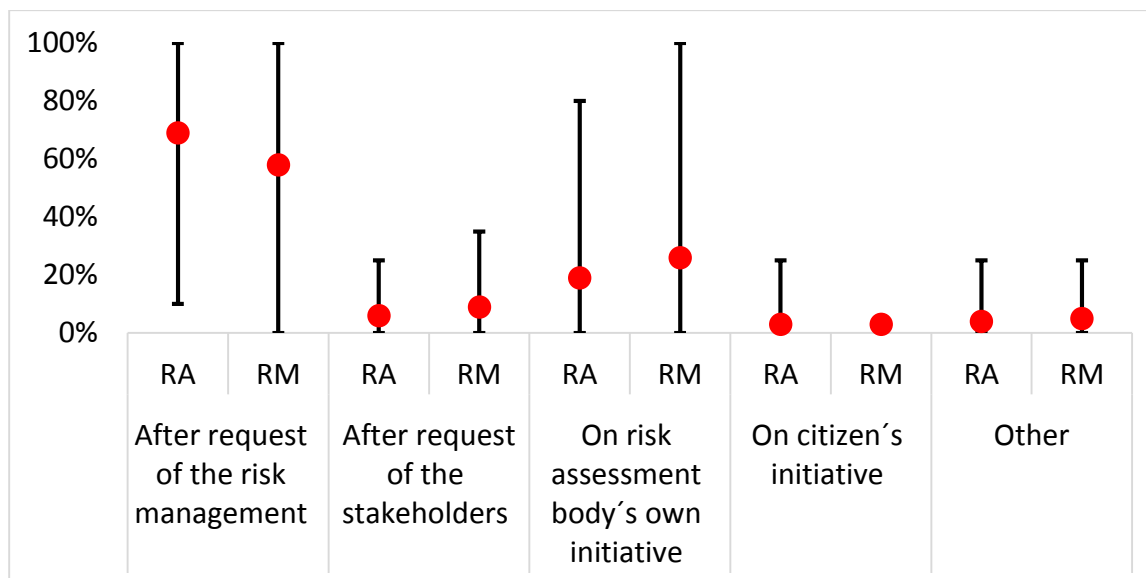 100%
80%
60%
40%
20%
0%
RA RM RA RM RA RM RA RM RA RM
After request
of the risk
management
After request
of the
stakeholders
On risk
assessment
body´s own
initiative
On citizen´s
initiative
Other